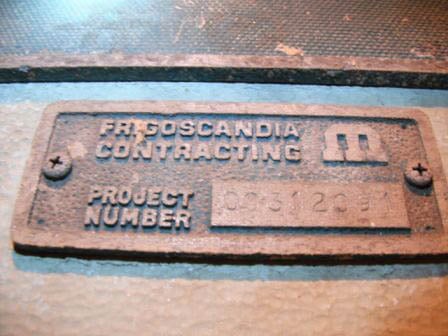 FRIGOSCANDIA
CONTRACTING m
PROJECT
NUMBER